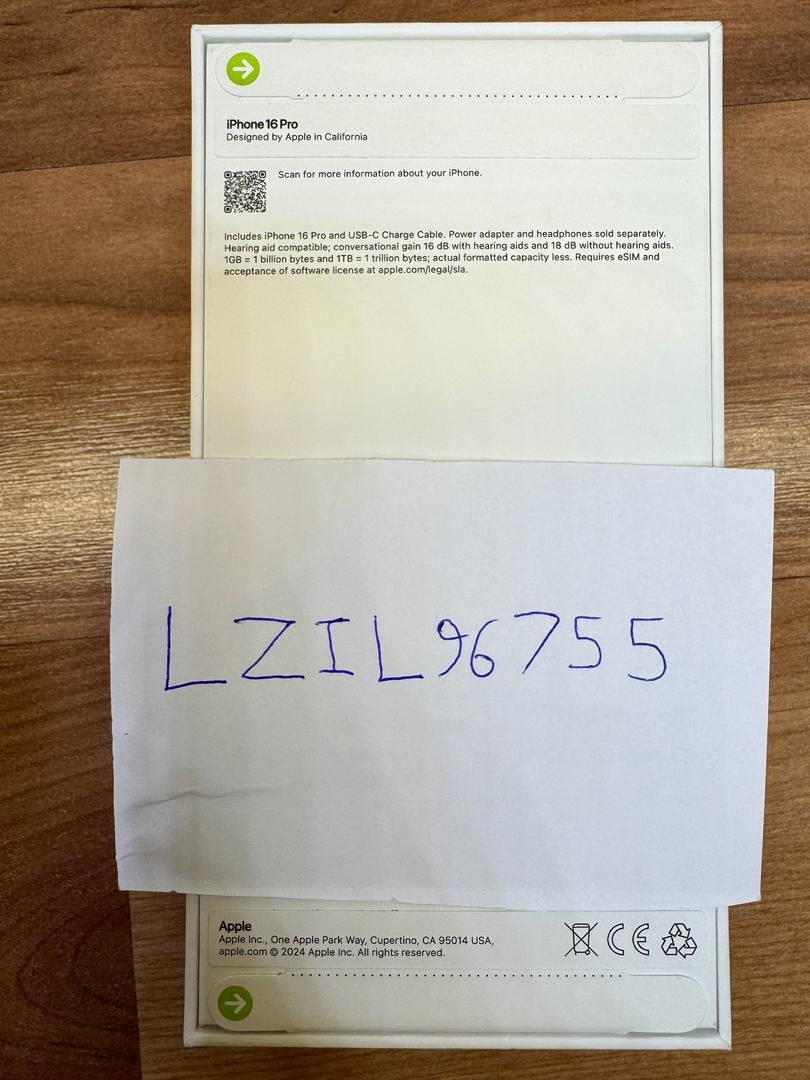 iPhone 16 Pro
Designed by Apple in California
Scan for more information about your iPhone.
Includes iPhone 16 Pro and USB-C Charge Cable. Power adapter and headphones sold separately.
Hearing aid compatible; conversational gain 16 dB with hearing aids and 18 dB without hearing aids.
1GB = 1 billion bytes and 1TB = 1 trillion bytes; actual formatted capacity less. Requires eSIM and
acceptance of software license at apple.com/legal/sla.
LZIL96755
Apple
Apple Inc., One Apple Park Way, Cupertino, CA 95014 USA,
apple.com © 2024 Apple Inc. All rights reserved.
CE